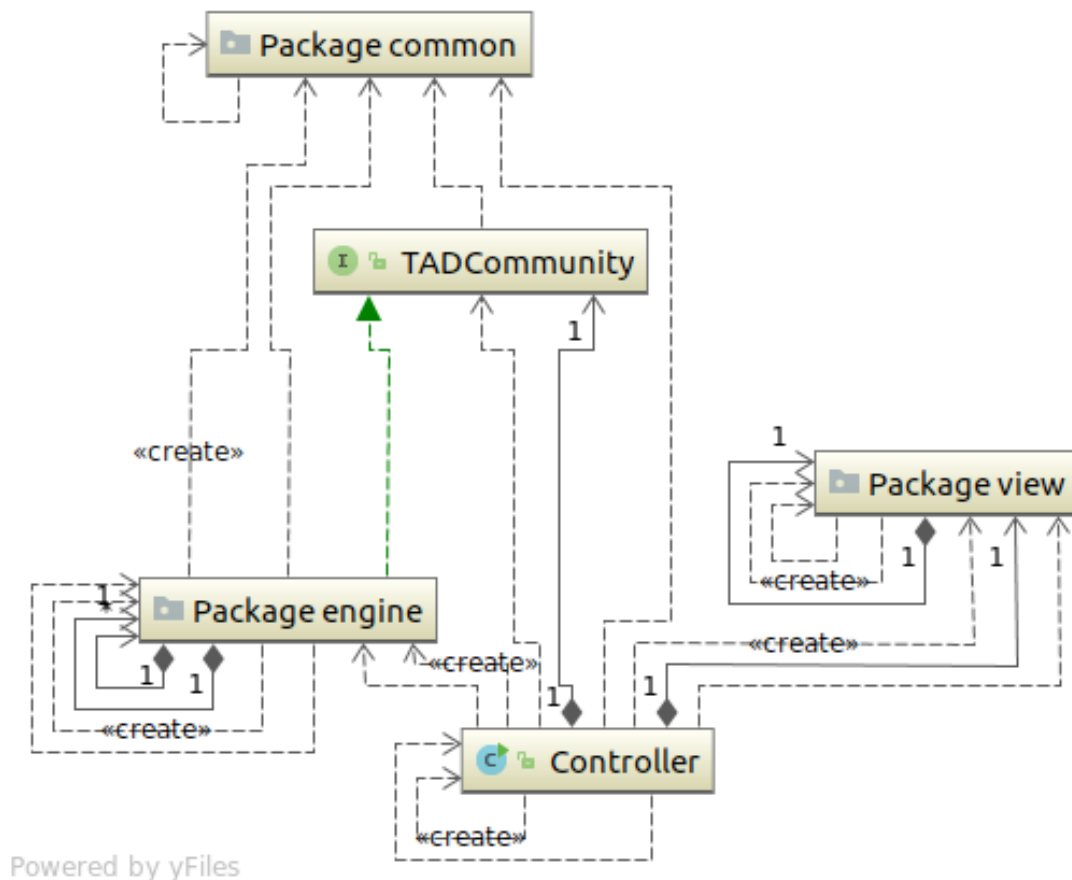 Package common
I
TADCommunity
1
«create»
1
Package view
1
1
«create»
1
*
Package engine
«create»
«create»
1
1
1
1
«create»
C
Controller
«create»
Powered by yFiles